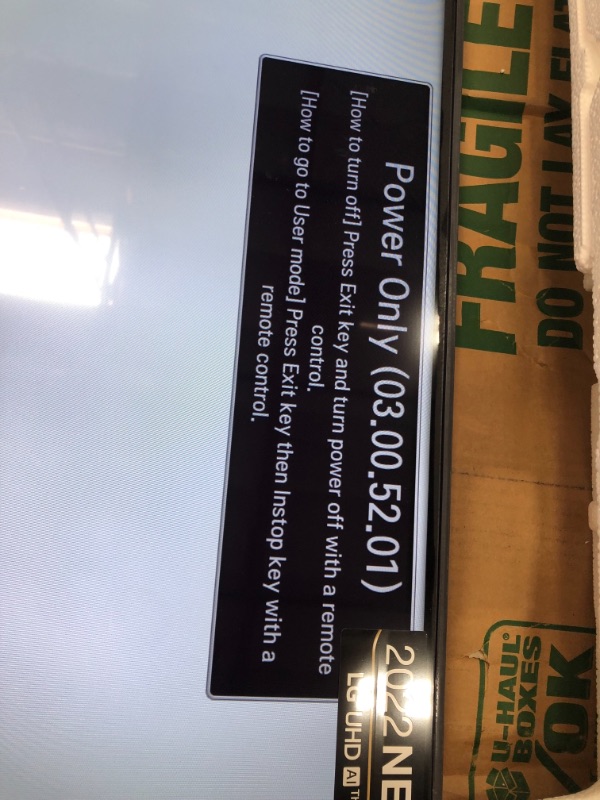 Power Only (03.00.52.01)
[How to turn off] Press Exit key and turn power off with a remote
control.
[How to go to User mode] Press Exit key then Instop key with a
remote control.
2022 NE
LG UHD AI TH
FRAGILE
DO NOT LAY FLA
U-HAUL®
BOXES
OK